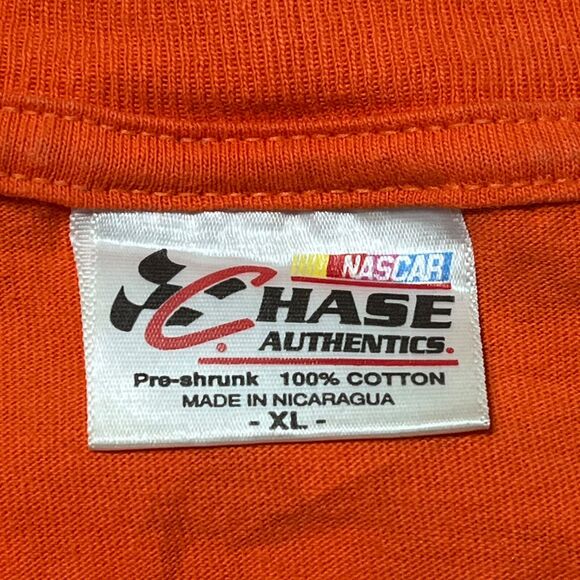 NASCAR
CHASE
AUTHENTICS.
Pre-shrunk 100% COTTON
MADE IN NICARAGUA
- XL -